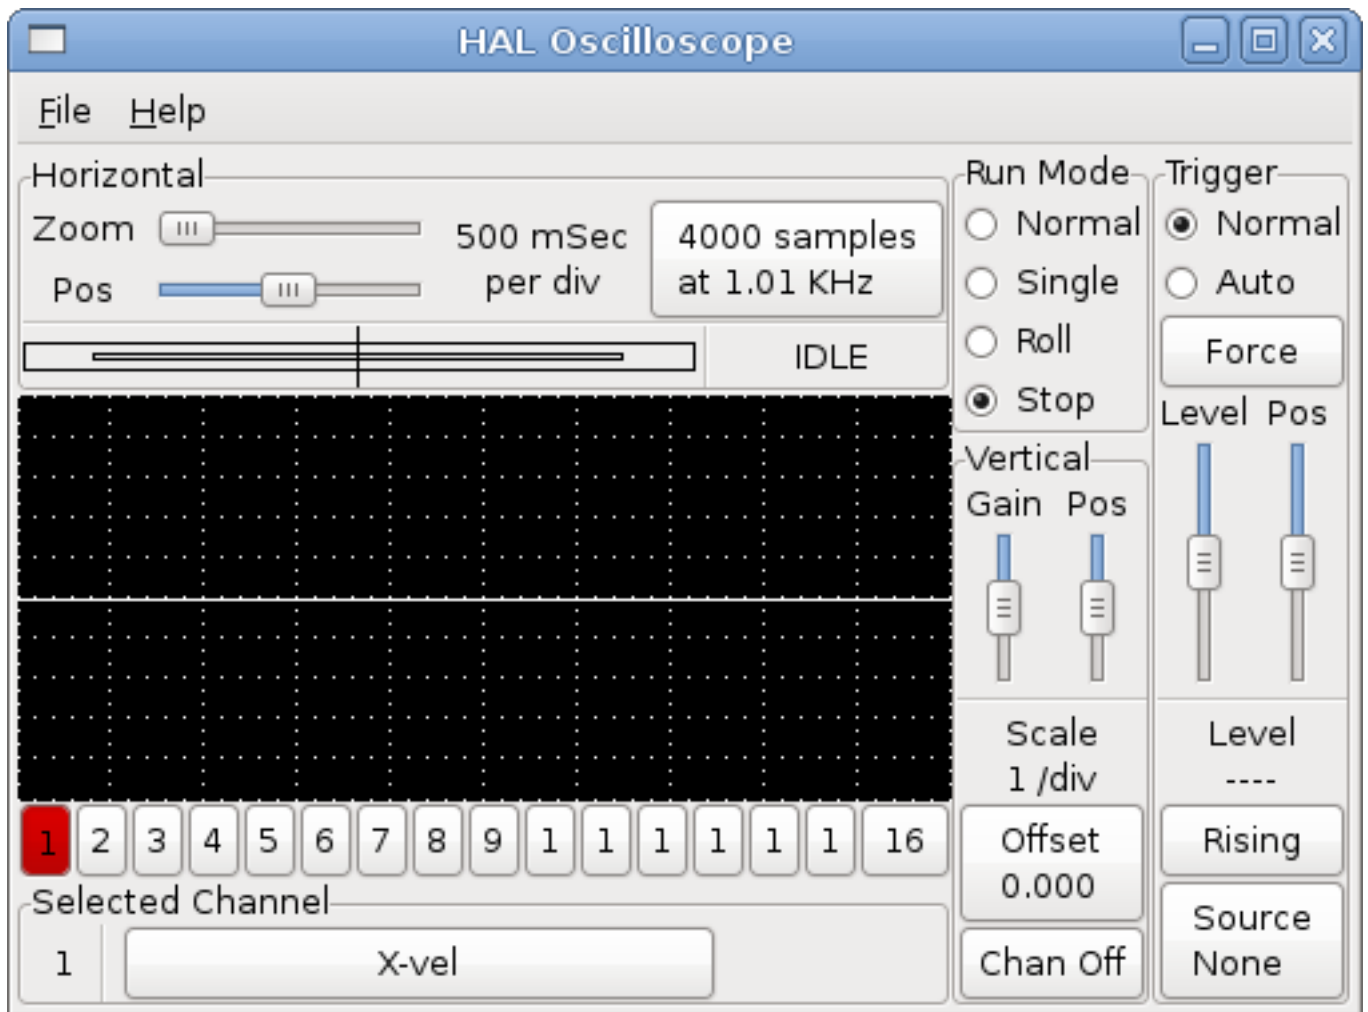 HAL Oscilloscope
File Help
Horizontal
Zoom
Pos
500 mSec
per div
4000 samples
at 1.01 KHz
IDLE
Run Mode
Normal
Single
Roll
Stop
Trigger
Normal
Auto
Force
Level Pos
Vertical
Gain Pos
Scale
1 /div
Offset
0.000
Chan Off
Level
----
Rising
Source
None
1 2 3 4 5 6 7 8 9 1 1 1 1 1 1 16
Selected Channel
1 X-vel